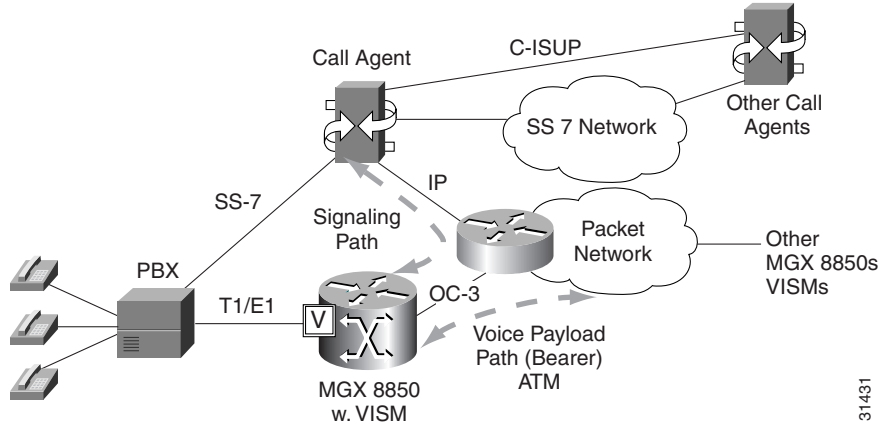 C-ISUP
Call Agent
SS 7 Network
Other Call
Agents
SS-7
IP
Signaling
Path
Packet
Network
Other
MGX 8850s
VISMs
PBX
T1/E1
V
OC-3
Voice Payload
Path (Bearer)
ATM
MGX 8850
w. VISM
31431